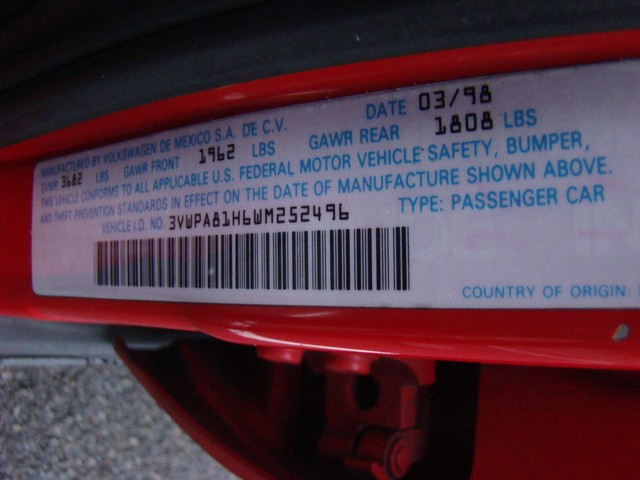 MANUFACTURED BY VOLKSWAGEN DE MEXICO S.A. DE C.V. DATE 03/98
GVWR 3682 LBS GAWR FRONT 1962 LBS GAWR REAR 1808 LBS
THIS VEHICLE CONFORMS TO ALL APPLICABLE U.S. FEDERAL MOTOR VEHICLE SAFETY, BUMPER,
AND THEFT PREVENTION STANDARDS IN EFFECT ON THE DATE OF MANUFACTURE SHOWN ABOVE.
VEHICLE I.D. NO. 3VWPA81H6WM252496 TYPE: PASSENGER CAR
COUNTRY OF ORIGIN: